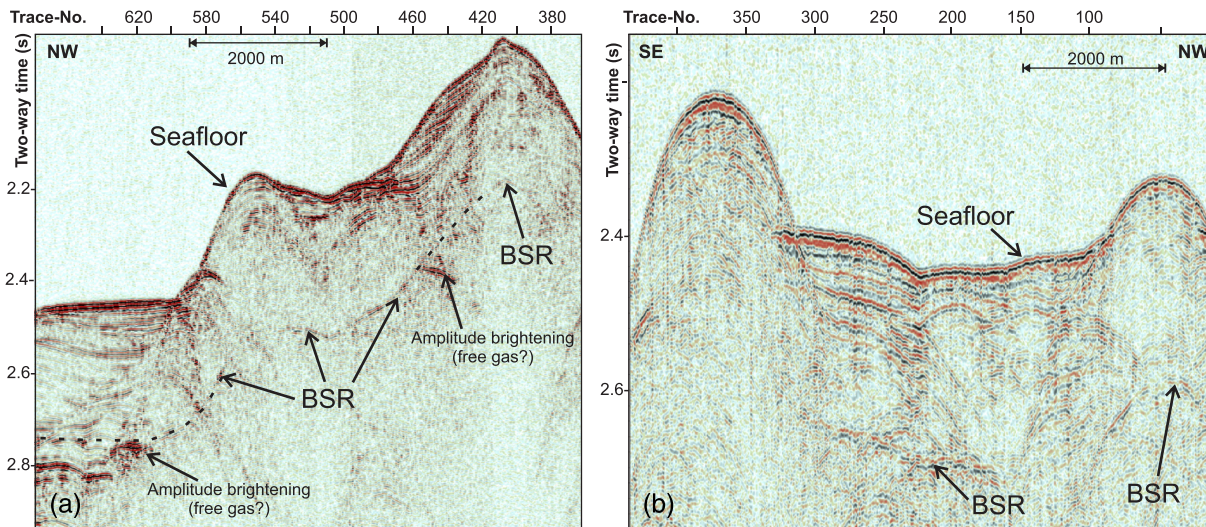 Trace-No. 620 580 540 500 460 420 380
NW
2000 m
Two-way time (s)
Seafloor
2.2
BSR
2.4
Amplitude brightening
(free gas?)
2.6
BSR
2.8
Amplitude brightening
(free gas?)
(a)
Trace-No. 350 300 250 200 150 100
SE
NW
2000 m
Two-way time (s)
Seafloor
2.4
2.6
BSR
BSR
(b)